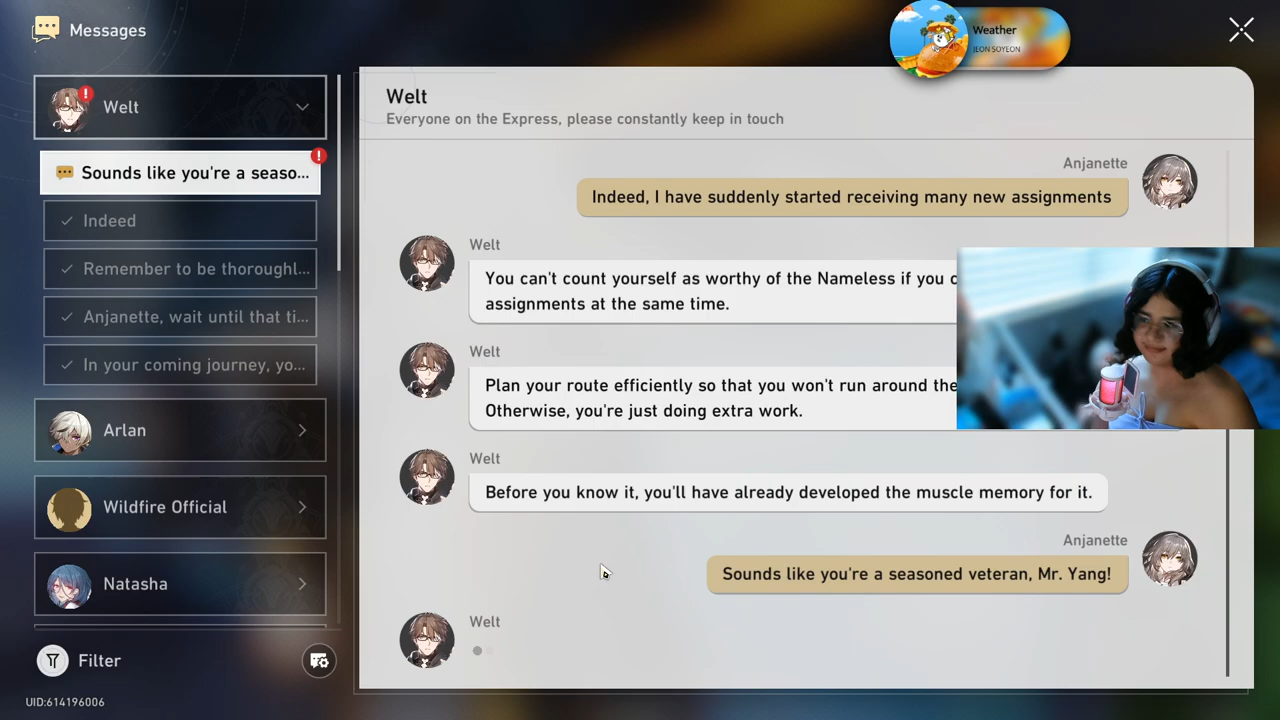 Messages
Weather
JEON SOYEON
Welt
Sounds like you're a seaso...
Indeed
Remember to be thoroughl...
Anjanette, wait until that ti...
In your coming journey, yo...
Arlan
Wildfire Official
Natasha
Filter
UID:614196006
Welt
Everyone on the Express, please constantly keep in touch
Anjanette
Indeed, I have suddenly started receiving many new assignments
Welt
You can't count yourself as worthy of the Nameless if you
assignments at the same time.
Welt
Plan your route efficiently so that you won't run around the
Otherwise, you're just doing extra work.
Welt
Before you know it, you'll have already developed the muscle memory for it.
Anjanette
Sounds like you're a seasoned veteran, Mr. Yang!
Welt